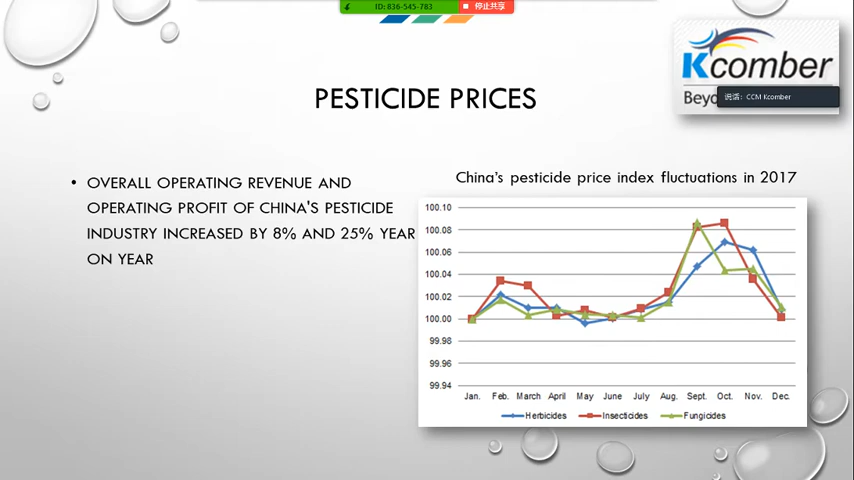 ID: 836-545-783 停止共享
Kcomber
Beyo
说话: CCM Kcomber
PESTICIDE PRICES
• OVERALL OPERATING REVENUE AND
OPERATING PROFIT OF CHINA'S PESTICIDE
INDUSTRY INCREASED BY 8% AND 25% YEAR
ON YEAR
China's pesticide price index fluctuations in 2017
100.10
100.08
100.06
100.04
100.02
100.00
99.98
99.96
99.94
Jan. Feb. March April May June July Aug. Sept. Oct. Nov. Dec.
Herbicides Insecticides Fungicides